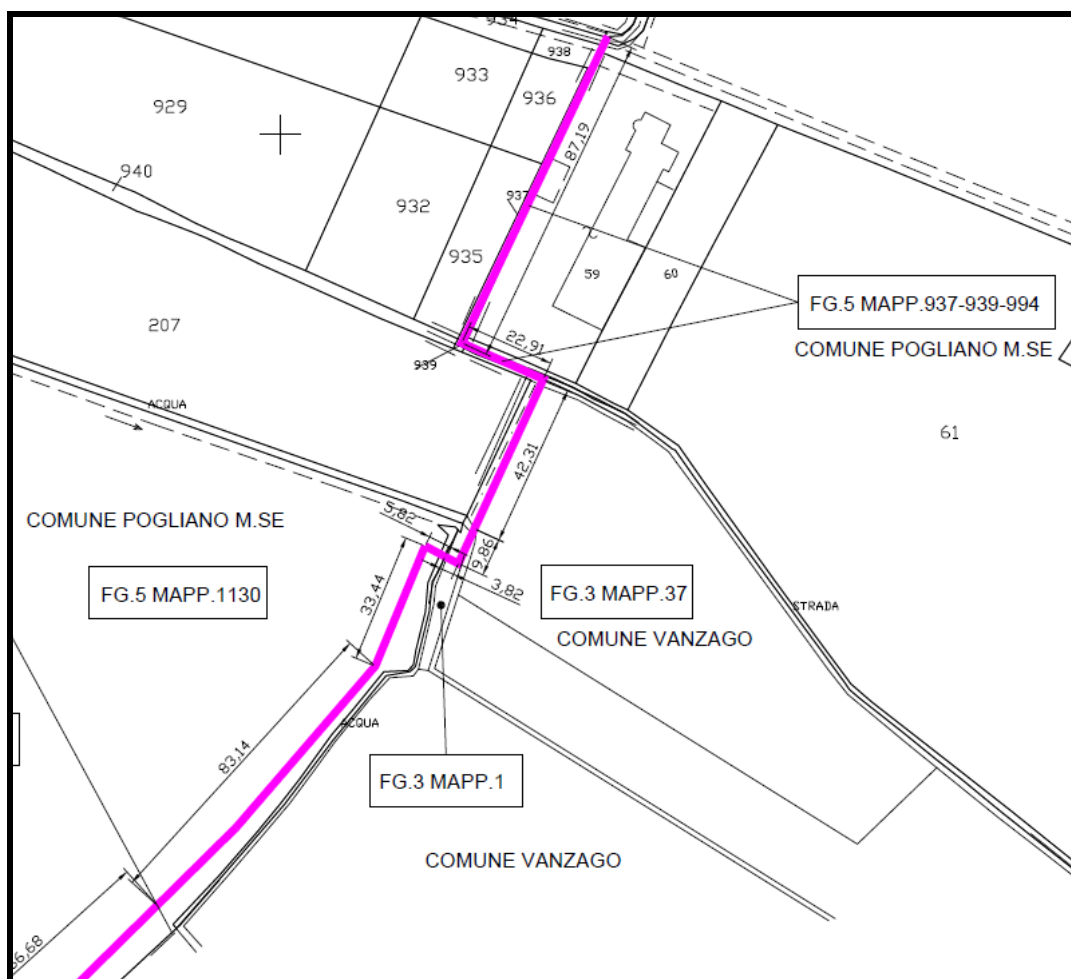 938
933
936
929
87,19
940
937
932
935
59
60
FG.5 MAPP.937-939-994
22,91
207
COMUNE POGLIANO M.SE
939
ACQUA
61
42,31
5,82
COMUNE POGLIANO M.SE
9,86
33,44
3,82
FG.5 MAPP.1130
FG.3 MAPP.37
STRADA
COMUNE VANZAGO
ACQUA
83,14
FG.3 MAPP.1
COMUNE VANZAGO